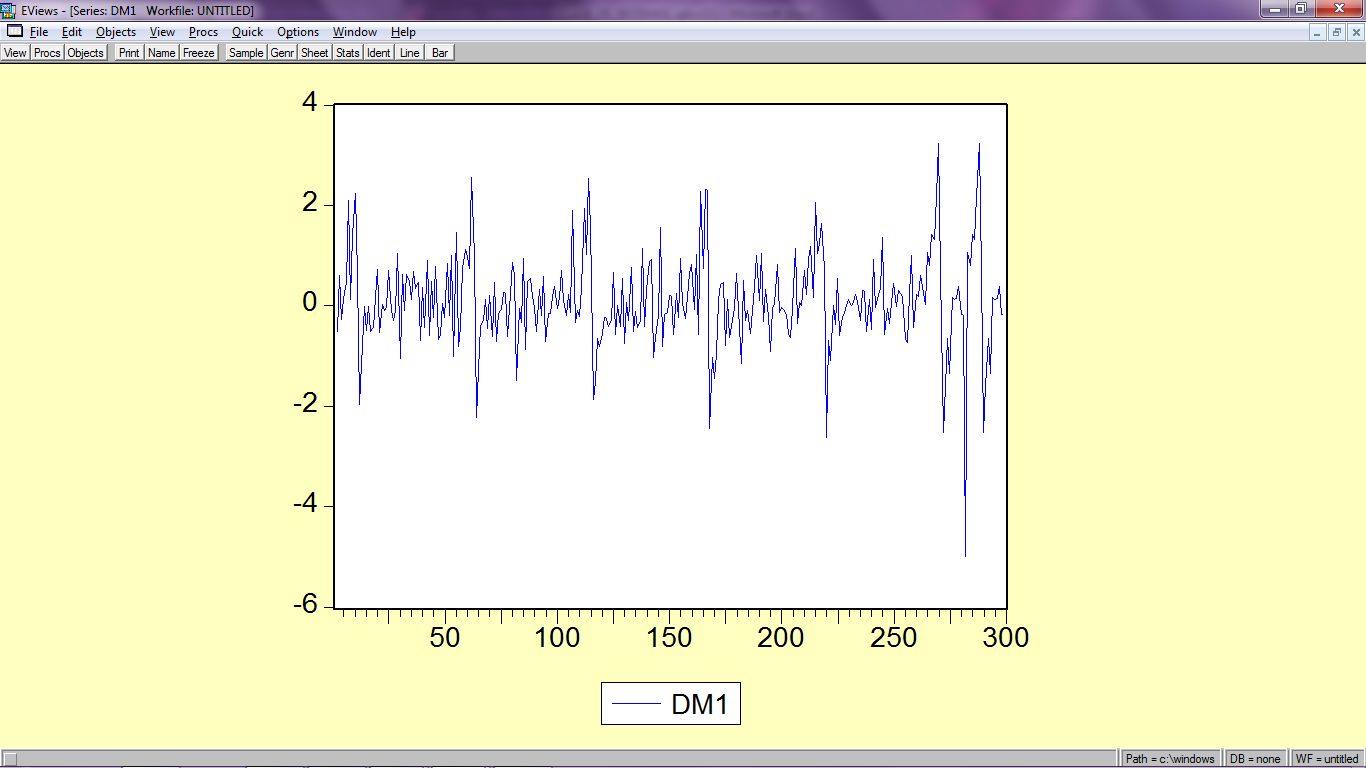 EViews - [Series: DM1 Workfile: UNTITLED]
File Edit Objects View Procs Quick Options Window Help
View Procs Objects Print Name Freeze Sample Genr Sheet Stats Ident Line Bar
4
2
0
-2
-4
-6
50 100 150 200 250 300
DM1
Path = c:\windows DB = none WF = untitled